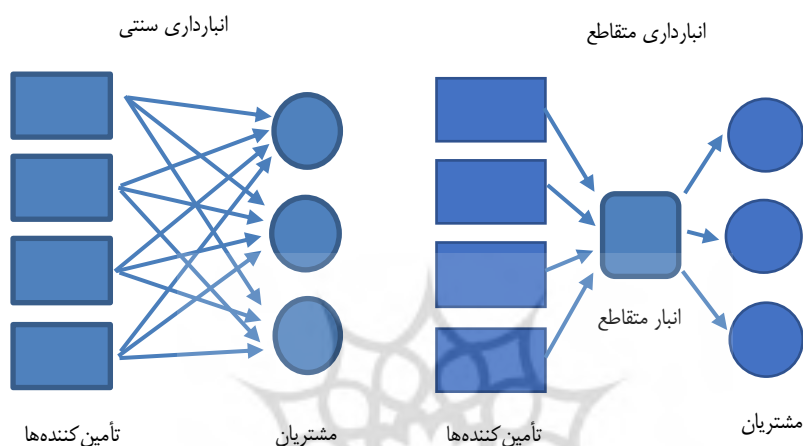 انبارداری متقاطع
انبارداری سنتی
انبار متقاطع
مشتریان
تأمین‌کننده‌ها
مشتریان
تأمین‌کننده‌ها